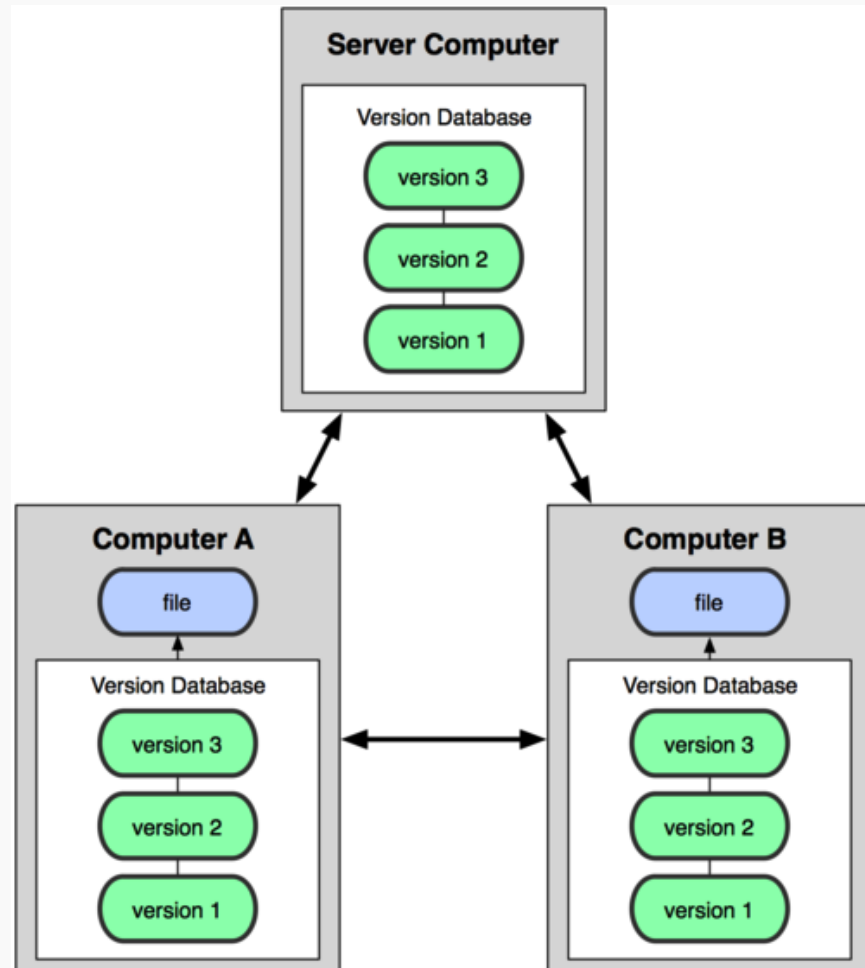 Server Computer
Version Database
version 3
version 2
version 1
Computer A
file
Version Database
version 3
version 2
version 1
Computer B
file
Version Database
version 3
version 2
version 1